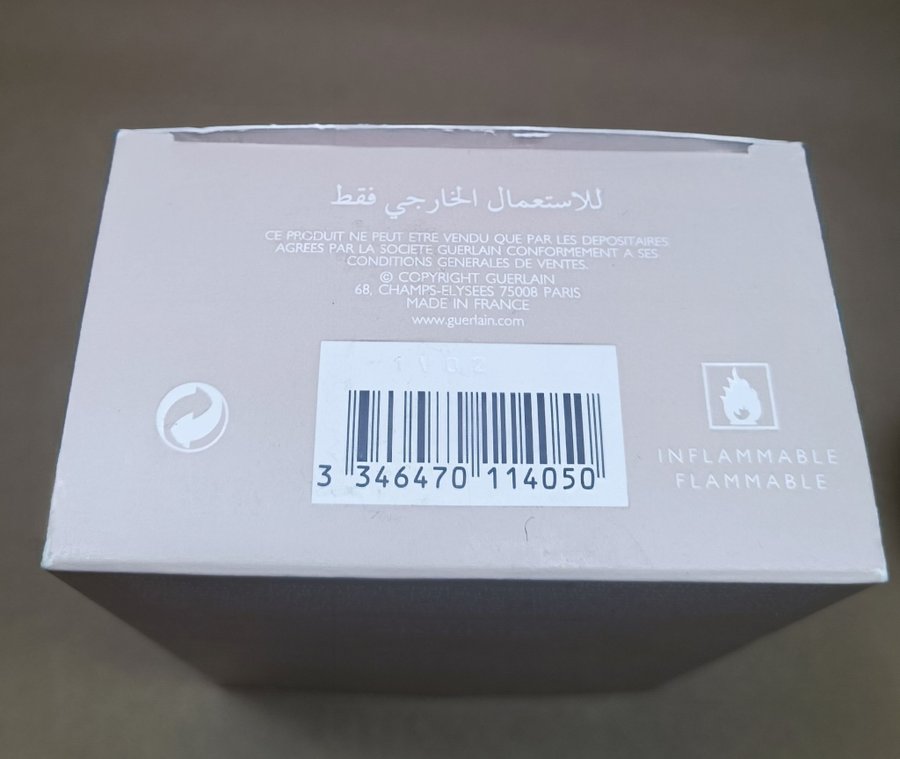 للاستعمال الخارجي فقط
CE PRODUIT NE PEUT ETRE VENDU QUE PAR LES DEPOSITAIRES
AGREES PAR LA SOCIETE GUERLAIN CONFORMEMENT A SES
CONDITIONS GENERALES DE VENTES.
© COPYRIGHT GUERLAIN
68, CHAMPS-ELYSEES 75008 PARIS
MADE IN FRANCE
www.guerlain.com
3 346470 114050
INFLAMMABLE
FLAMMABLE